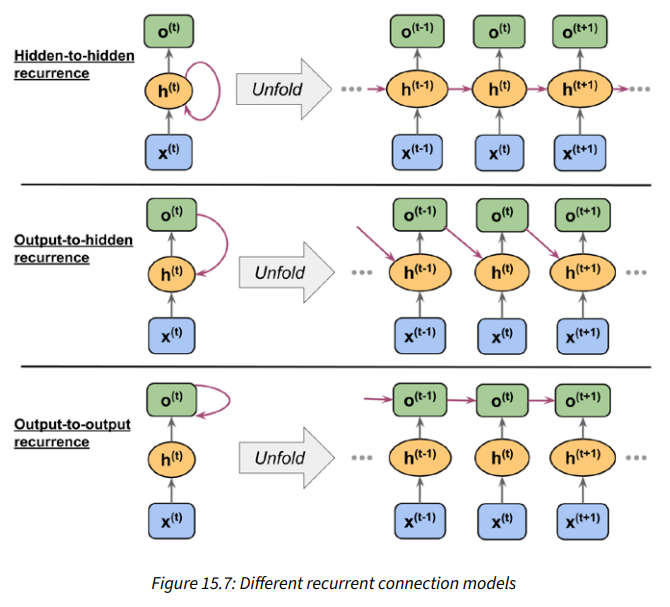 o(t)
o(t-1) o(t) o(t+1)
Hidden-to-hidden
recurrence
h(t)
Unfold
h(t-1) h(t) h(t+1)
x(t)
x(t-1) x(t) x(t+1)
o(t)
o(t-1) o(t) o(t+1)
Output-to-hidden
recurrence
h(t)
Unfold
h(t-1) h(t) h(t+1)
x(t)
x(t-1) x(t) x(t+1)
o(t)
o(t-1) o(t) o(t+1)
Output-to-output
recurrence
h(t)
Unfold
h(t-1) h(t) h(t+1)
x(t)
x(t-1) x(t) x(t+1)
Figure 15.7: Different recurrent connection models